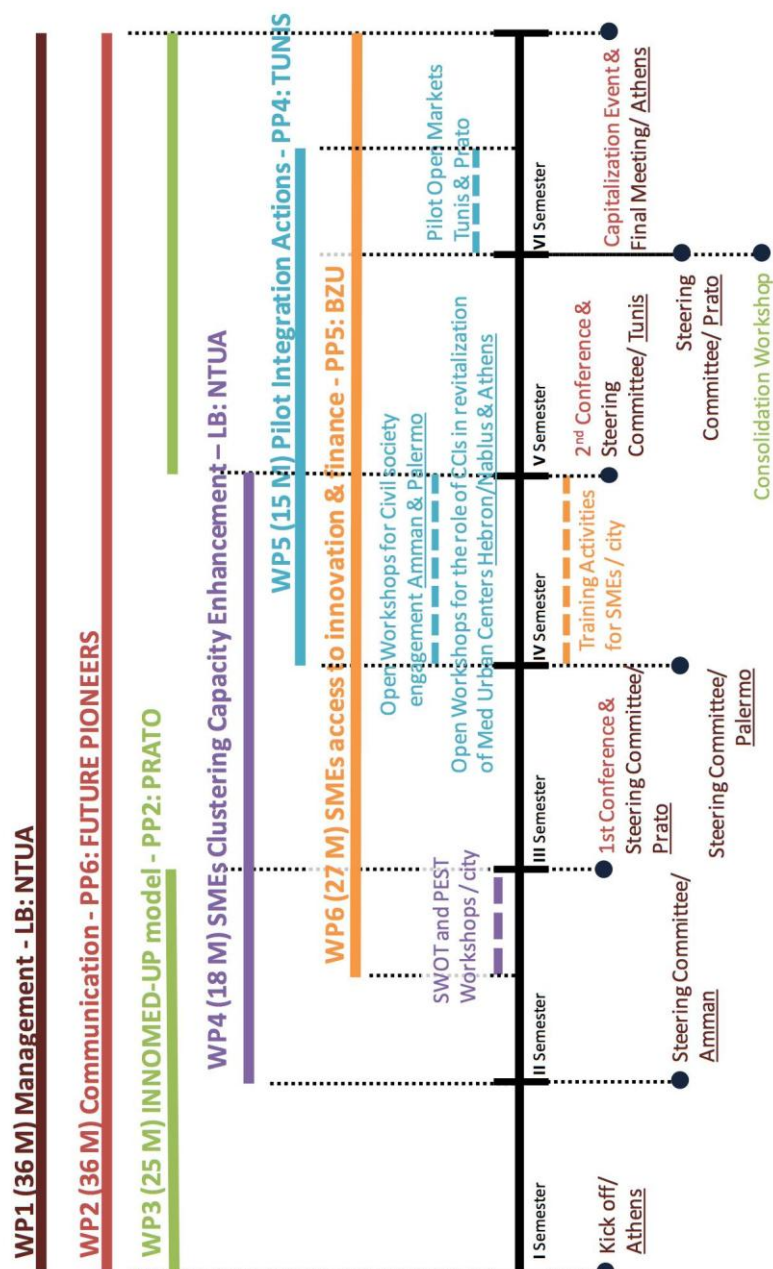 WP1 (36 M) Management - LB: NTUA
WP2 (36 M) Communication - PP6: FUTURE PIONEERS
WP3 (25 M) INNOMED-UP model - PP2: PRATO
WP4 (18 M) SMEs Clustering Capacity Enhancement – LB: NTUA
WP5 (15 M) Pilot Integration Actions - PP4: TUNIS
WP6 (27 M) SMEs access to innovation & finance - PP5: BZU
Open Workshops for Civil society
engagement Amman & Palermo
Pilot Open Markets
Tunis & Prato
SWOT and PEST
Workshops / city
Open Workshops for the role of CCIs in revitalization
of Med Urban Centers Hebron/Nablus & Athens
I Semester
II Semester
III Semester
IV Semester
V Semester
VI Semester
Training Activities
for SMEs / city
Kick off/
Athens
Steering Committee/
Amman
1st Conference &
Steering Committee/
Prato
Steering Committee/
Palermo
2nd Conference &
Steering
Committee/ Tunis
Steering
Committee/ Prato
Consolidation Workshop
Capitalization Event &
Final Meeting/ Athens